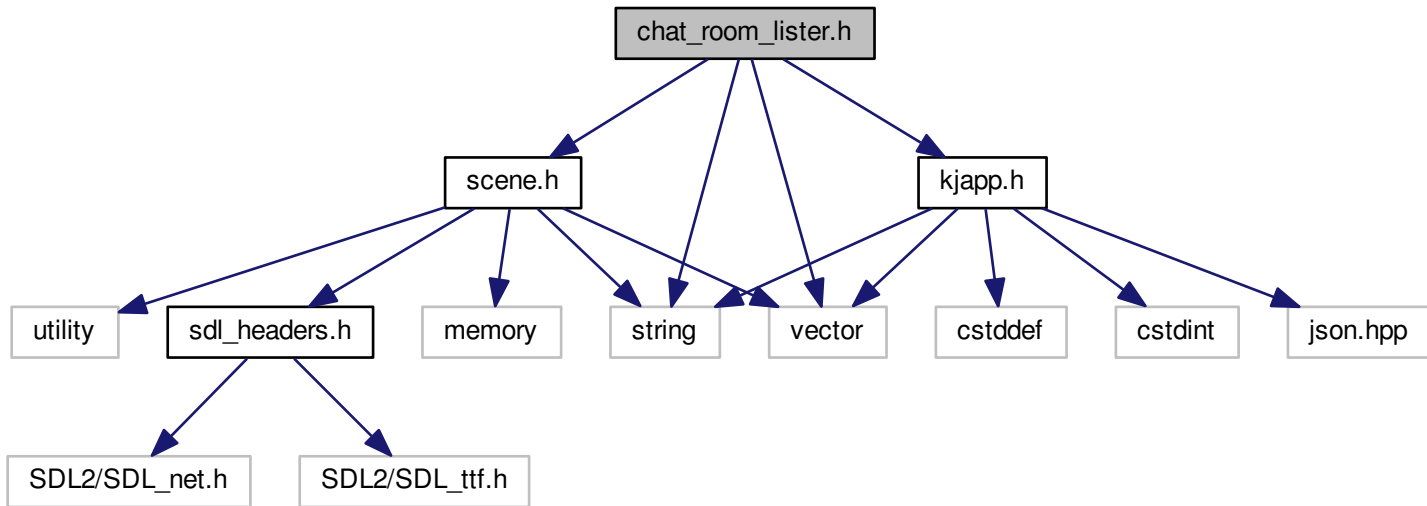 chat_room_lister.h
scene.h
kjapp.h
utility
sdl_headers.h
memory
string
vector
cstddef
cstdint
json.hpp
SDL2/SDL_net.h
SDL2/SDL_ttf.h